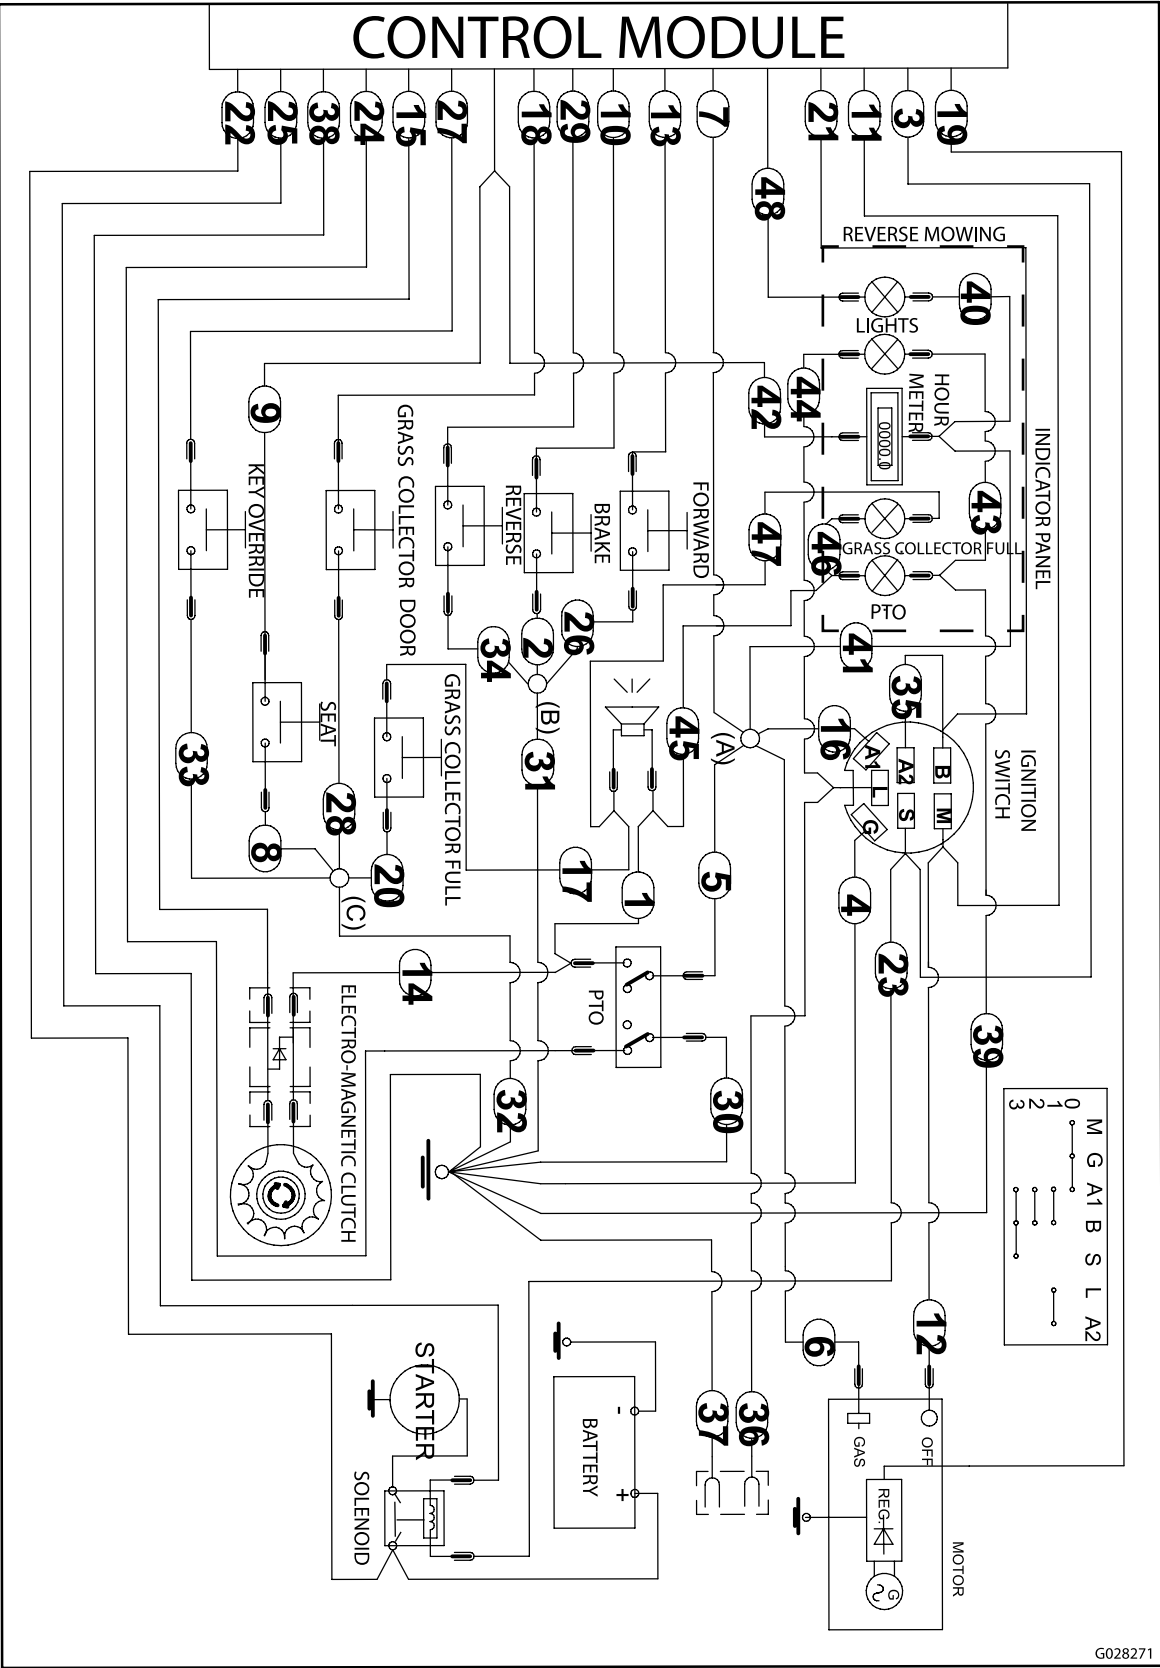 CONTROL MODULE
22
25
38
24
15
27
18
29
10
13
7
48
21
11
3
19
REVERSE MOWING
40
LIGHTS
44
HOUR
METER
0000.0
42
43
INDICATOR PANEL
9
KEY OVERRIDE
GRASS COLLECTOR DOOR
REVERSE
BRAKE
FORWARD
47
46
GRASS COLLECTOR FULL
PTO
41
34
2
26
(B)
35
33
SEAT
28
GRASS COLLECTOR FULL
31
45
(A)
16
A1
A2
B
L
G
S
M
IGNITION
SWITCH
8
20
(C)
17
1
5
4
23
14
PTO
39
ELECTRO-MAGNETIC CLUTCH
32
30
M G A1 B S L A2
0
1
2
3
12
6
STARTER
SOLENOID
BATTERY
-
+
37
36
OFF
GAS
REG.
G
MOTOR
G028271